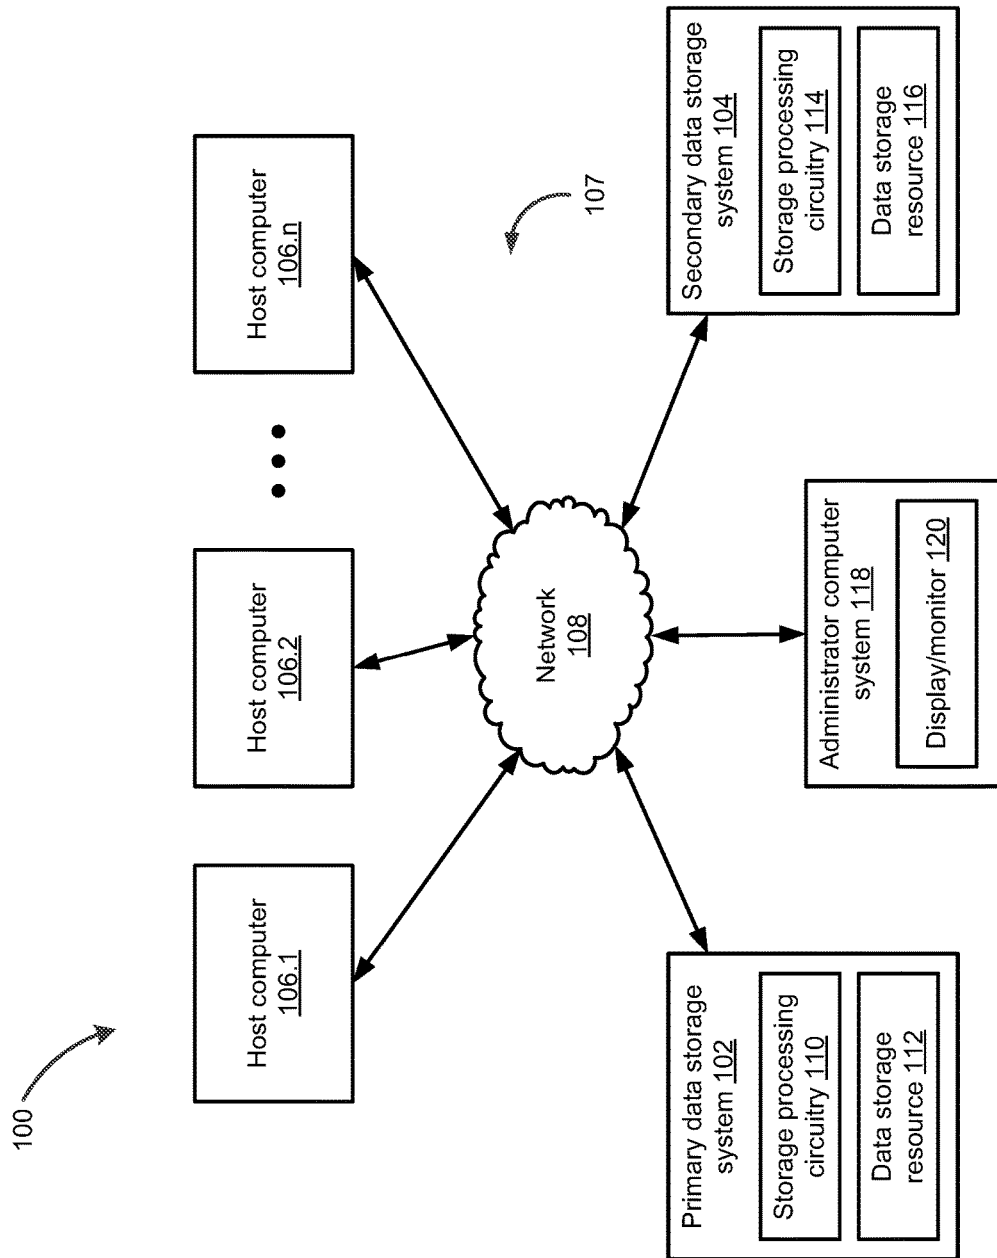 100
Host computer
106.1
Host computer
106.2
Host computer
106.n
107
Network
108
Primary data storage
system 102
Storage processing
circuitry 110
Data storage
resource 112
Administrator computer
system 118
Display/monitor 120
Secondary data storage
system 104
Storage processing
circuitry 114
Data storage
resource 116